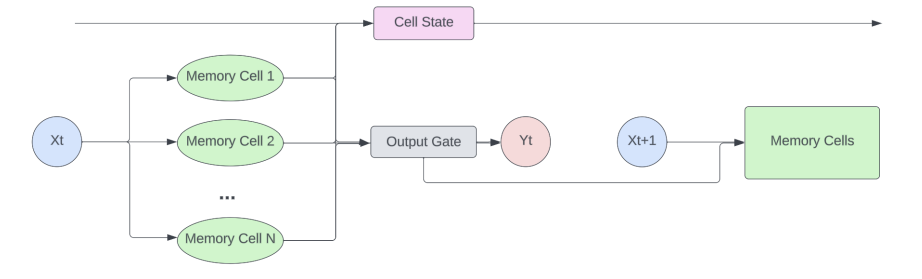 Cell State
Memory Cell 1
Xt
Memory Cell 2
Output Gate
Yt
Xt+1
Memory Cells
...
Memory Cell N